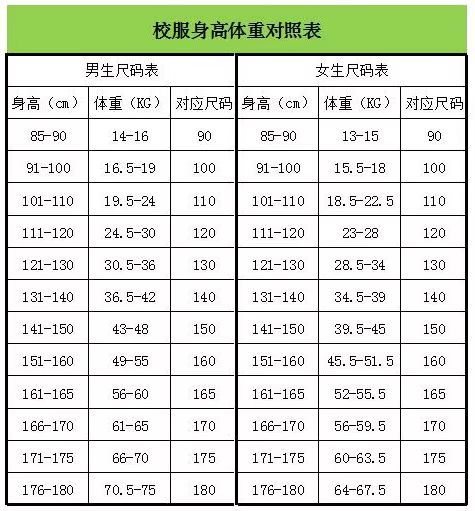 校服身高体重对照表
男生尺码表 女生尺码表
身高（cm） 体重（KG） 对应尺码 身高（cm） 体重（KG） 对应尺码
85-90 14-16 90 85-90 13-15 90
91-100 16.5-19 100 91-100 15.5-18 100
101-110 19.5-24 110 101-110 18.5-22.5 110
111-120 24.5-30 120 111-120 23-28 120
121-130 30.5-36 130 121-130 28.5-34 130
131-140 36.5-42 140 131-140 34.5-39 140
141-150 43-48 150 141-150 39.5-45 150
151-160 49-55 160 151-160 45.5-51.5 160
161-165 56-60 165 161-165 52-55.5 165
166-170 61-65 170 166-170 56-59.5 170
171-175 66-70 175 171-175 60-63.5 175
176-180 70.5-75 180 176-180 64-67.5 180